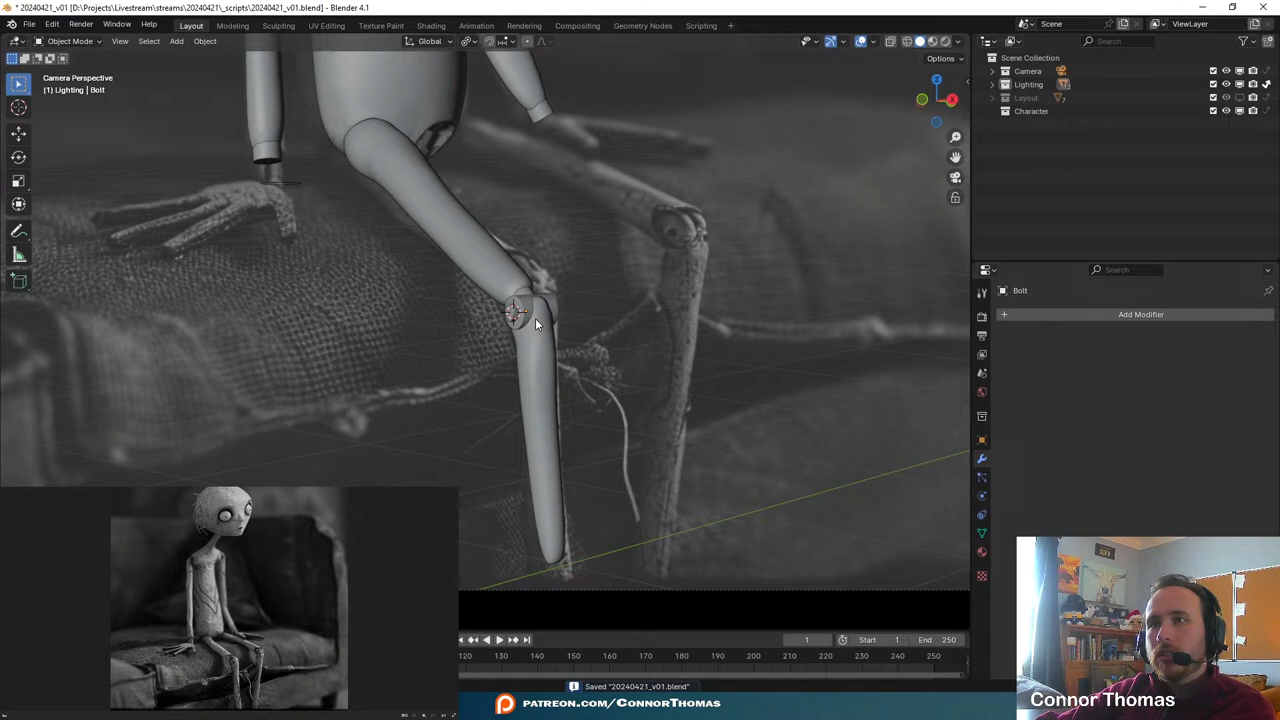 * 20240421_v01 [D:\Projects\Livestream\streams\20240421\_scripts\20240421_v01.blend] - Blender 4.1
File Edit Render Window Help Layout Modeling Sculpting UV Editing Texture Paint Shading Animation Rendering Compositing Geometry Nodes Scripting + Scene ViewLayer
Object Mode View Select Add Object Global Search
Options
Camera Perspective
(1) Lighting | Bolt
Scene Collection
Camera
Lighting
Layout
Character
Search
Bolt
+ Add Modifier
1 Start 1 End 250
130 140 150 160 170 180 190 200 210 220 230 240 250
Saved "20240421_v01.blend"
PATREON.COM/CONNORTHOMAS
Connor Thomas